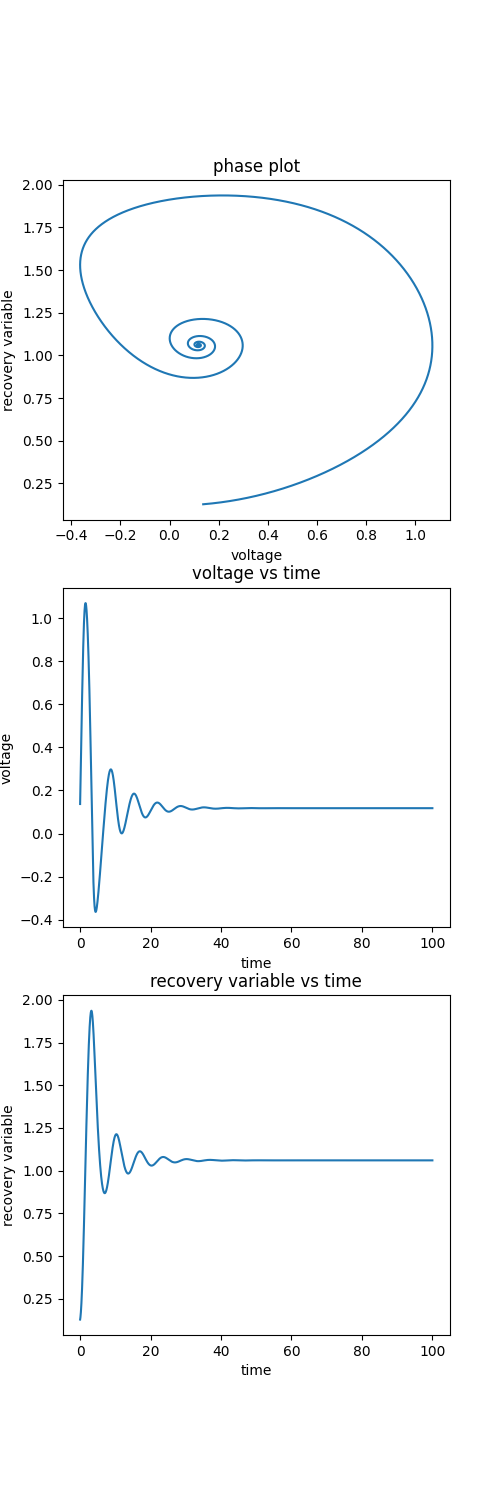 phase plot
2.00
1.75
1.50
1.25
1.00
0.75
0.50
0.25
recovery variable
−0.4 −0.2 0.0 0.2 0.4 0.6 0.8 1.0
voltage
voltage vs time
1.0
0.8
0.6
0.4
0.2
0.0
−0.2
−0.4
voltage
0 20 40 60 80 100
time
recovery variable vs time
2.00
1.75
1.50
1.25
1.00
0.75
0.50
0.25
recovery variable
0 20 40 60 80 100
time